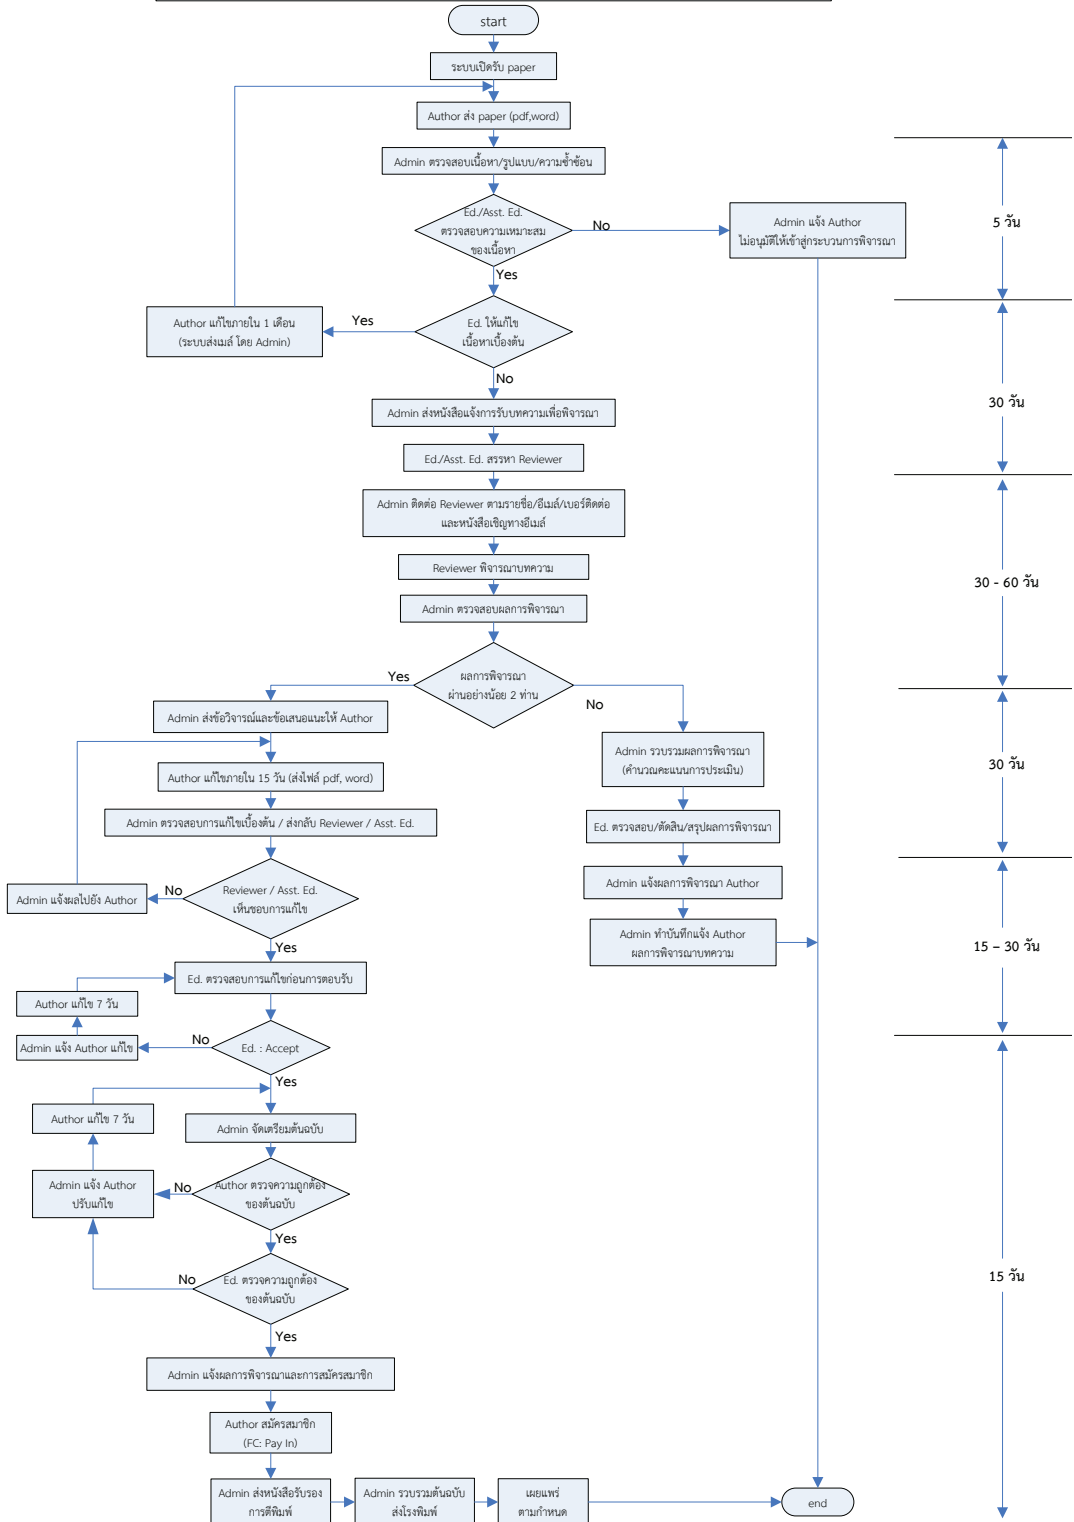 start
ระบบเปิดรับ paper
Author ส่ง paper (pdf,word)
Admin ตรวจสอบเนื้อหา/รูปแบบ/ความซ้ำซ้อน
Ed./Asst. Ed.
ตรวจสอบความเหมาะสม
ของเนื้อหา
No
Admin แจ้ง Author
ไม่อนุมัติให้เข้าสู่กระบวนการพิจารณา
5 วัน
Yes
Ed. ให้แก้ไข
เนื้อหาเบื้องต้น
Yes
Author แก้ไขภายใน 1 เดือน
(ระบบส่งเมล์ โดย Admin)
No
30 วัน
Admin ส่งหนังสือแจ้งการรับบทความเพื่อพิจารณา
Ed./Asst. Ed. สรรหา Reviewer
Admin ติดต่อ Reviewer ตามรายชื่อ/อีเมล์/เบอร์ติดต่อ
และหนังสือเชิญทางอีเมล์
Reviewer พิจารณาบทความ
30 - 60 วัน
Admin ตรวจสอบผลการพิจารณา
ผลการพิจารณา
ผ่านอย่างน้อย 2 ท่าน
Yes
No
Admin ส่งข้อวิจารณ์และข้อเสนอแนะให้ Author
Admin รวบรวมผลการพิจารณา
(คำนวณคะแนนการประเมิน)
30 วัน
Author แก้ไขภายใน 15 วัน (ส่งไฟล์ pdf, word)
Admin ตรวจสอบการแก้ไขเบื้องต้น / ส่งกลับ Reviewer / Asst. Ed.
Ed. ตรวจสอบ/ตัดสิน/สรุปผลการพิจารณา
Reviewer / Asst. Ed.
เห็นชอบการแก้ไข
No
Admin แจ้งผลไปยัง Author
Admin แจ้งผลการพิจารณา Author
Admin ทำบันทึกแจ้ง Author
ผลการพิจารณาบทความ
15 – 30 วัน
Yes
Ed. ตรวจสอบการแก้ไขก่อนการตอบรับ
Author แก้ไข 7 วัน
Admin แจ้ง Author แก้ไข
No
Ed. : Accept
Yes
Author แก้ไข 7 วัน
Admin จัดเตรียมต้นฉบับ
Author ตรวจความถูกต้อง
ของต้นฉบับ
No
Admin แจ้ง Author
ปรับแก้ไข
Yes
Ed. ตรวจความถูกต้อง
ของต้นฉบับ
No
15 วัน
Yes
Admin แจ้งผลการพิจารณาและการสมัครสมาชิก
Author สมัครสมาชิก
(FC: Pay In)
Admin ส่งหนังสือรับรอง
การตีพิมพ์
Admin รวบรวมต้นฉบับ
ส่งโรงพิมพ์
เผยแพร่
ตามกำหนด
end